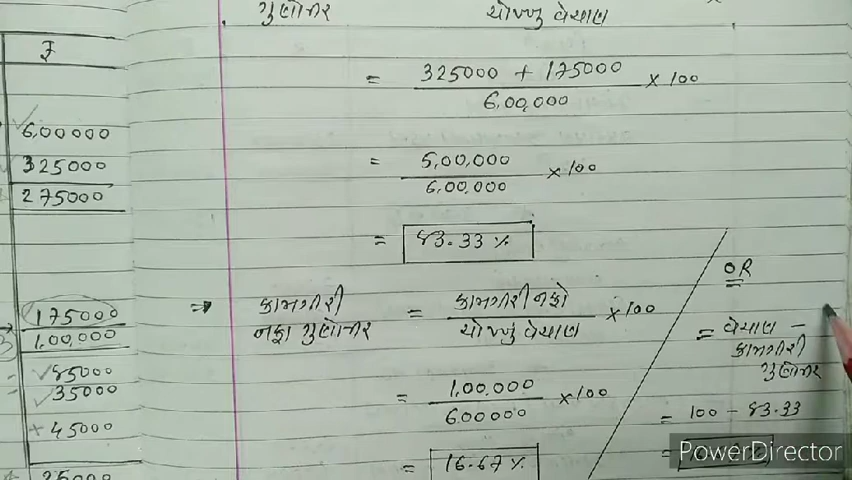 ₹
6,00000
325000
275000
175000
1,00,000
85000
35000
+ 45000
25000
ગુણોત્તર ચોખ્ખુ વેચાણ
= 325000 + 175000 / 6,00,000 × 100
= 5,00,000 / 6,00,000 × 100
= 83.33 %
⇒ કામગીરી નફા ગુણોત્તર = કામગીરી નફો / ચોખ્ખુ વેચાણ × 100
= 1,00,000 / 600000 × 100
= 16.67 %
OR
= વેચાણ -
કામગીરી
ગુણોત્તર
= 100 - 83.33
=
PowerDirector